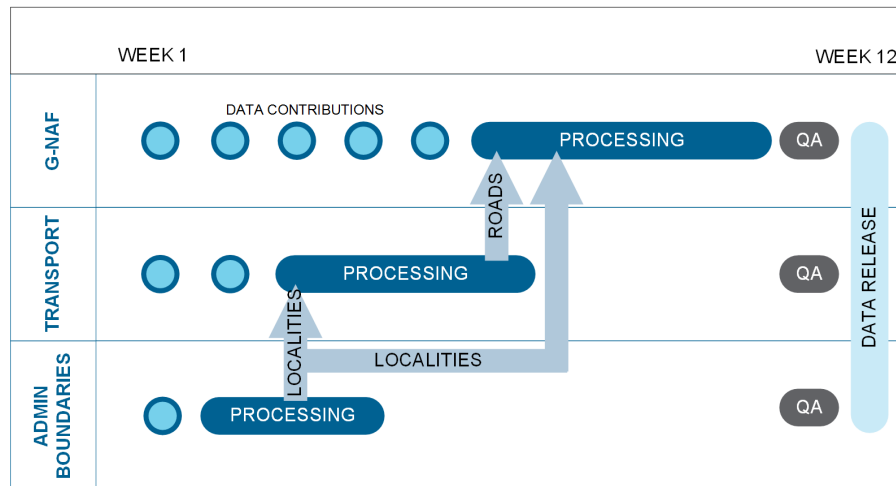 WEEK 1
WEEK 12
G-NAF
DATA CONTRIBUTIONS
PROCESSING
QA
ROADS
TRANSPORT
PROCESSING
QA
DATA RELEASE
LOCALITIES
LOCALITIES
ADMIN
BOUNDARIES
PROCESSING
QA